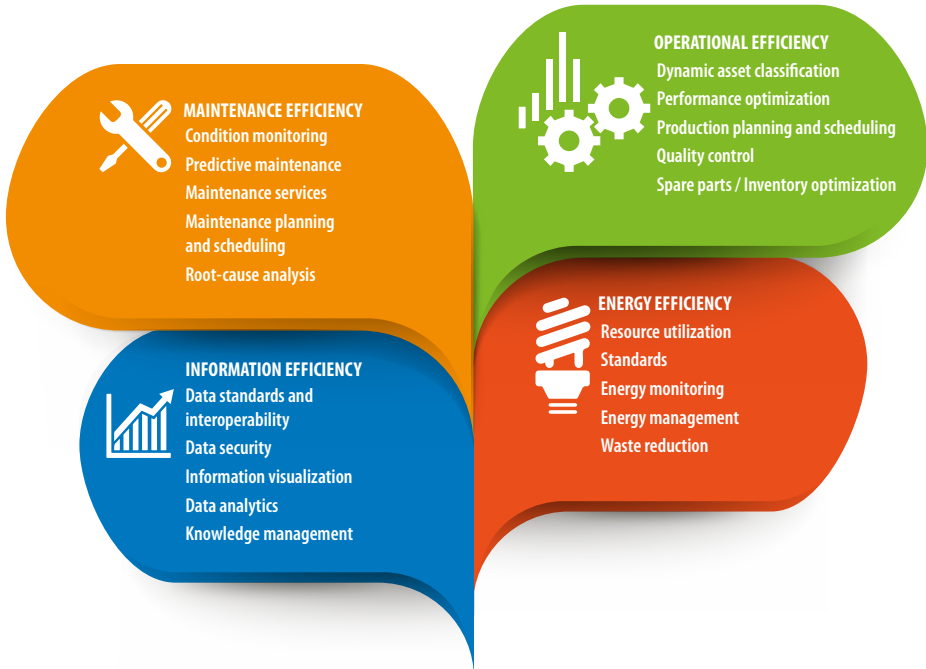 MAINTENANCE EFFICIENCY
Condition monitoring
Predictive maintenance
Maintenance services
Maintenance planning
and scheduling
Root-cause analysis
OPERATIONAL EFFICIENCY
Dynamic asset classification
Performance optimization
Production planning and scheduling
Quality control
Spare parts / Inventory optimization
INFORMATION EFFICIENCY
Data standards and
interoperability
Data security
Information visualization
Data analytics
Knowledge management
ENERGY EFFICIENCY
Resource utilization
Standards
Energy monitoring
Energy management
Waste reduction